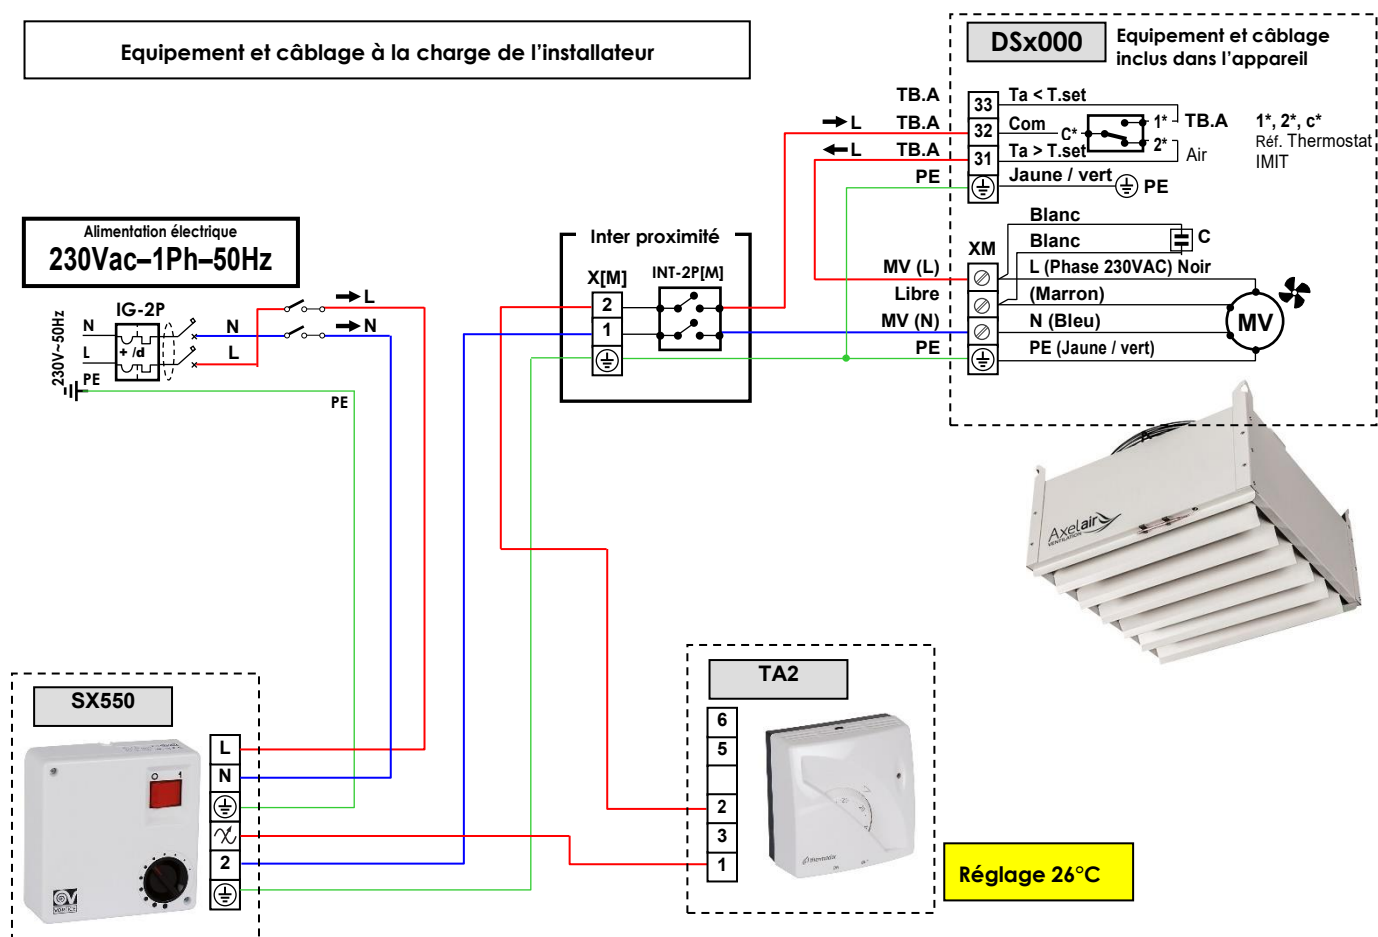 Equipement et câblage à la charge de l'installateur
DSx000
Equipement et câblage
inclus dans l'appareil
TB.A
33
Ta < T.set
L
TB.A
32
Com
C*
1*
TB.A
1*, 2*, c*
L
TB.A
31
Ta > T.set
2*
Air
Réf. Thermostat
IMIT
PE
Jaune / vert
PE
Alimentation électrique
230Vac–1Ph–50Hz
Inter proximité
Blanc
XM
Blanc
C
X[M]
INT-2P[M]
MV (L)
L (Phase 230VAC) Noir
2
Libre
(Marron)
MV
1
MV (N)
N (Bleu)
PE
PE (Jaune / vert)
230V~50Hz
IG-2P
L
N
N
N
L
+ /d
L
PE
PE
Axelair
VENTILATION
SX550
L
N
2
O 1
VORTICE
TA2
6
5
2
3
1
thermador
Réglage 26°C